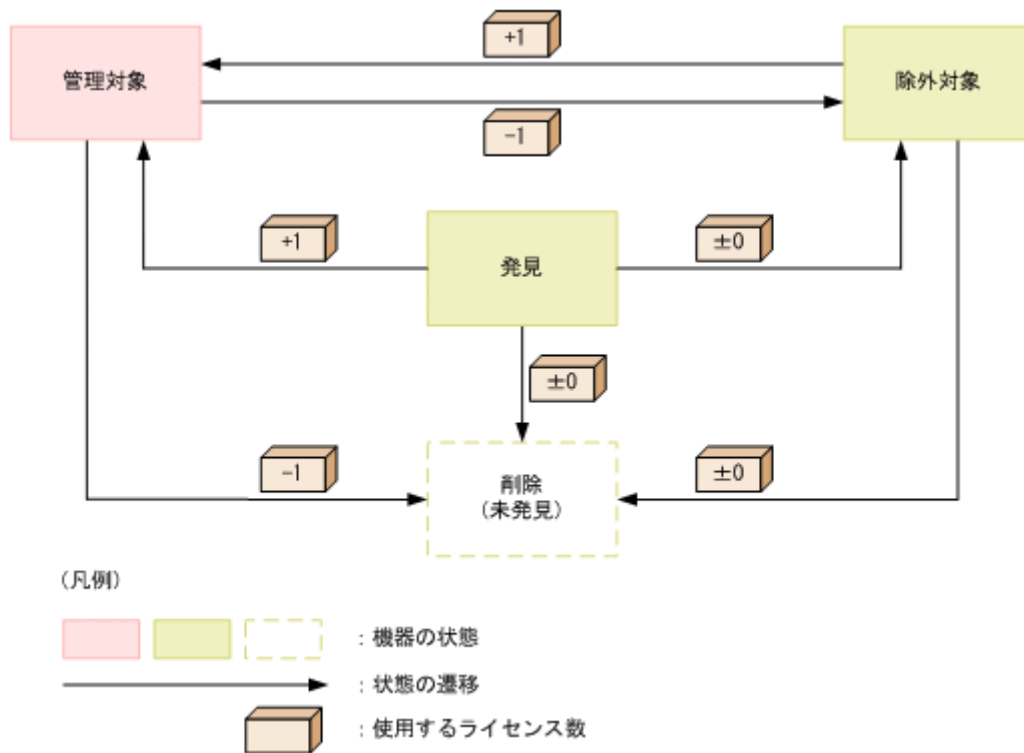 +1
管理対象
除外対象
-1
+1
発見
±0
±0
-1
削除
(未発見)
±0
(凡例)
：機器の状態
：状態の遷移
：使用するライセンス数